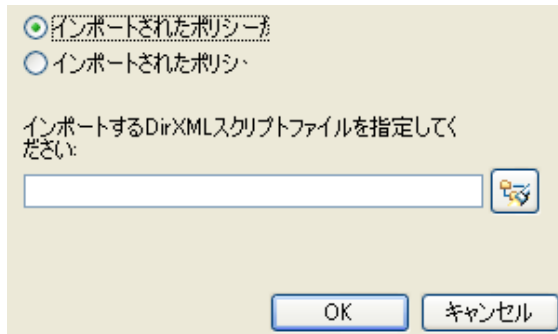 インポートされたポリシーが
インポートされたポリシ
インポートするDirXMLスクリプトファイルを指定してく
ださい:
OK
キャンセル